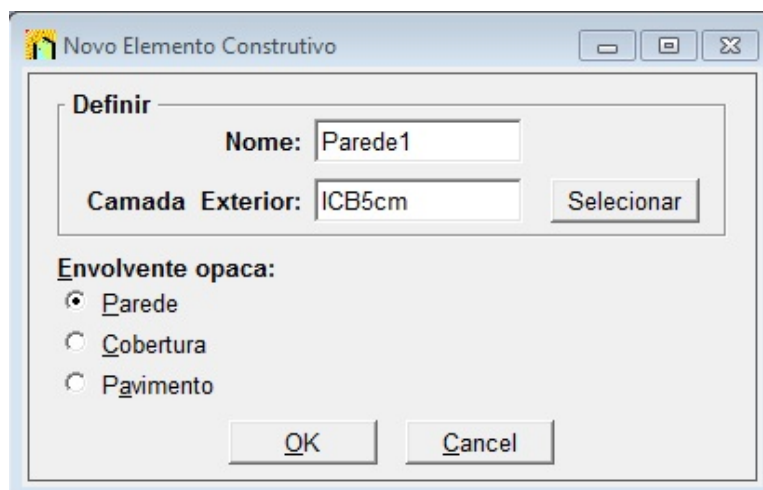 Novo Elemento Construtivo
Definir
Nome: Parede1
Camada Exterior: ICB5cm Selecionar
Envolvente opaca:
Parede
Cobertura
Pavimento
OK Cancel